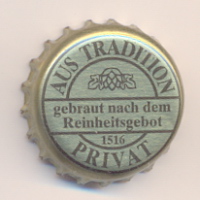 AUS TRADITION
gebraut nach dem
Reinheitsgebot
1516
PRIVAT